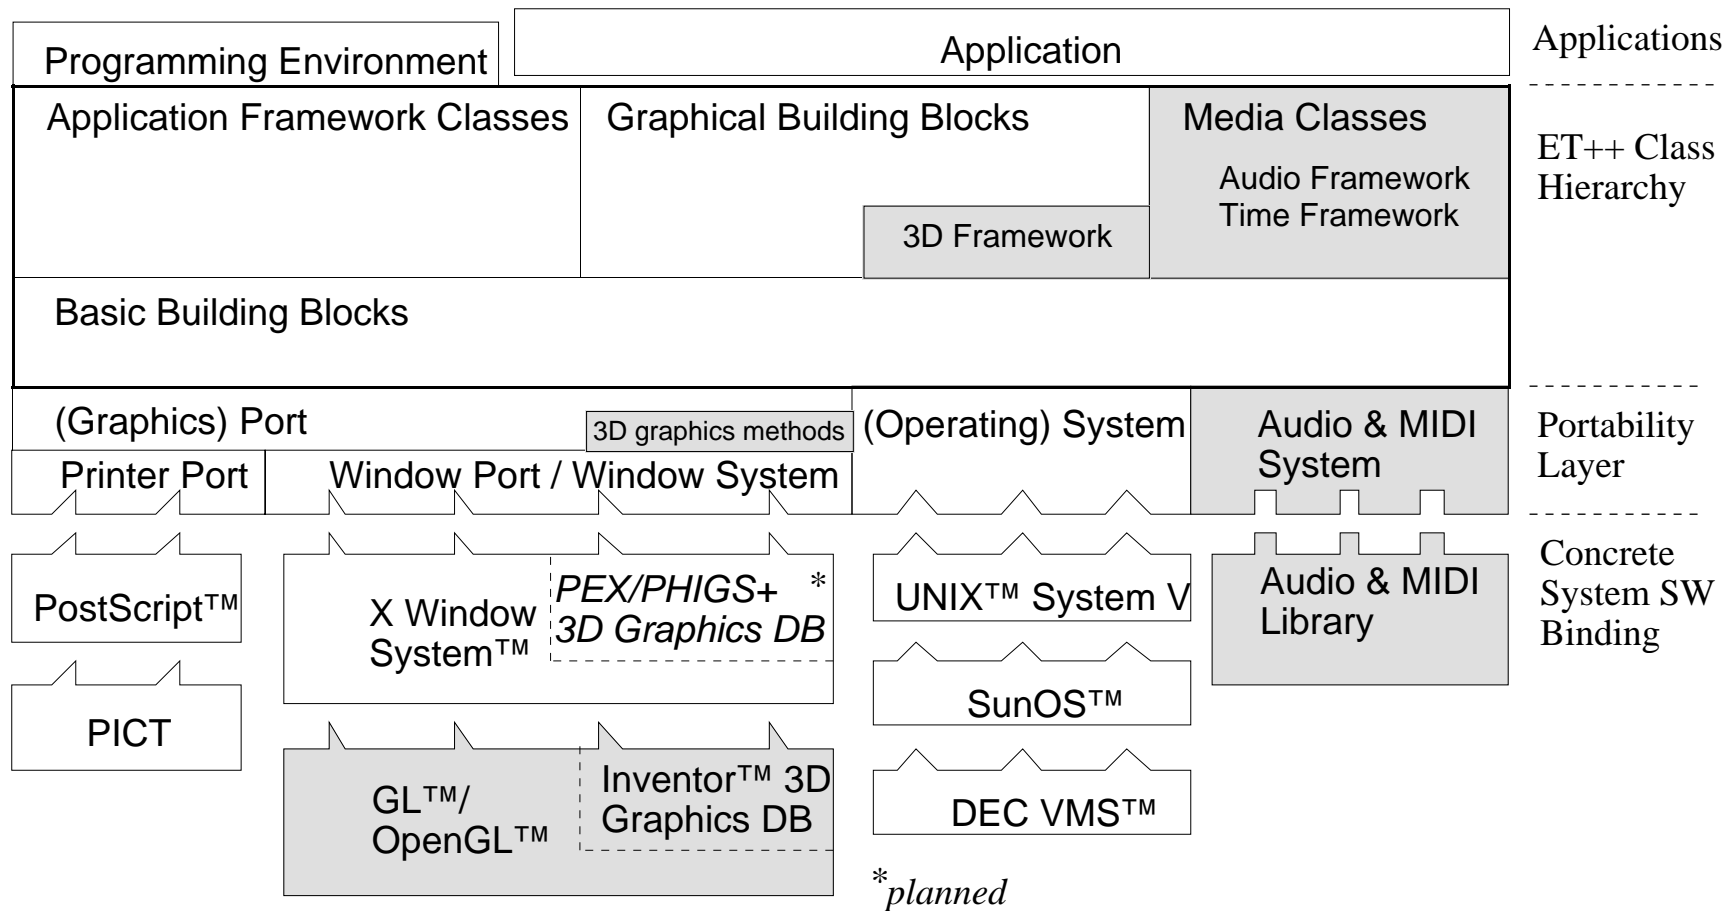 Programming Environment
Application
Applications
Application Framework Classes
Graphical Building Blocks
Media Classes
Audio Framework
Time Framework
3D Framework
ET++ Class
Hierarchy
Basic Building Blocks
(Graphics) Port
3D graphics methods
(Operating) System
Audio & MIDI
System
Portability
Layer
Printer Port
Window Port / Window System
PostScript™
PICT
X Window
System™
PEX/PHIGS+ *
3D Graphics DB
GL™/
OpenGL™
Inventor™ 3D
Graphics DB
UNIX™ System V
SunOS™
DEC VMS™
Audio & MIDI
Library
Concrete
System SW
Binding
*planned